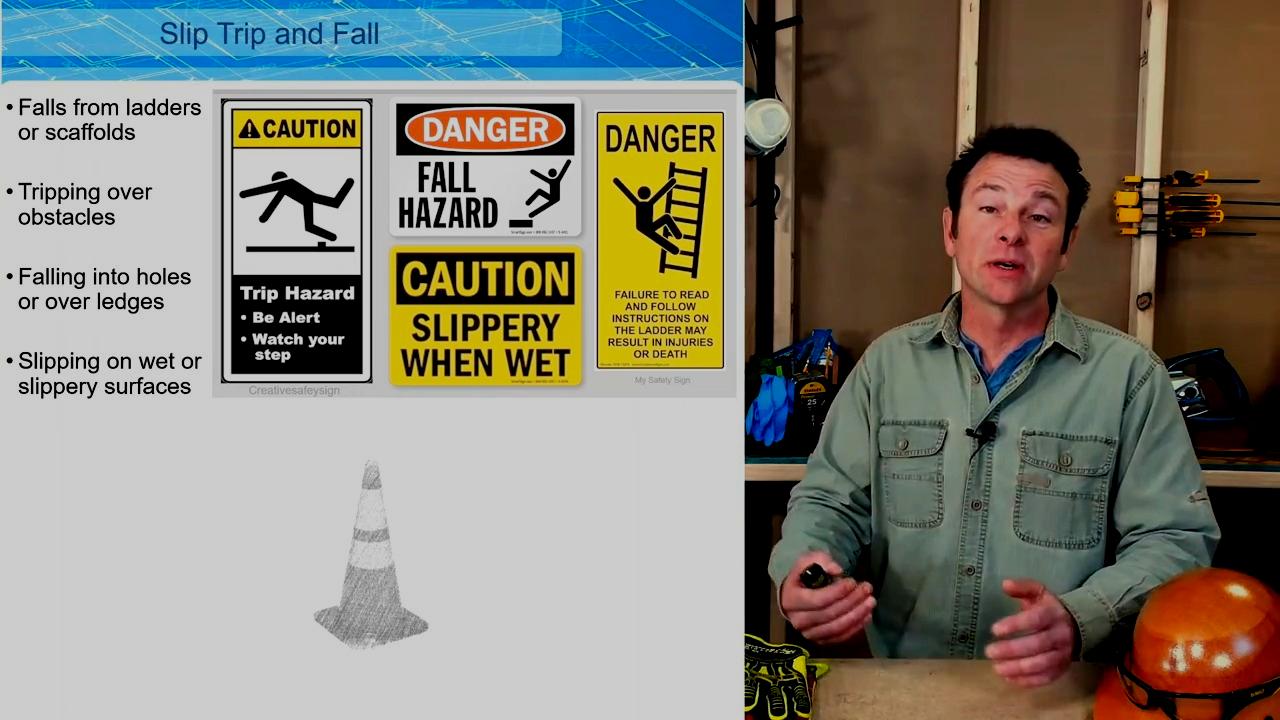 Slip Trip and Fall
• Falls from ladders
or scaffolds
• Tripping over
obstacles
• Falling into holes
or over ledges
• Slipping on wet or
slippery surfaces
CAUTION
Trip Hazard
• Be Alert
• Watch your
step
Creativesafeysign
DANGER
FALL
HAZARD
CAUTION
SLIPPERY
WHEN WET
DANGER
FAILURE TO READ
AND FOLLOW
INSTRUCTIONS ON
THE LADDER MAY
RESULT IN INJURIES
OR DEATH
My Safety Sign
25